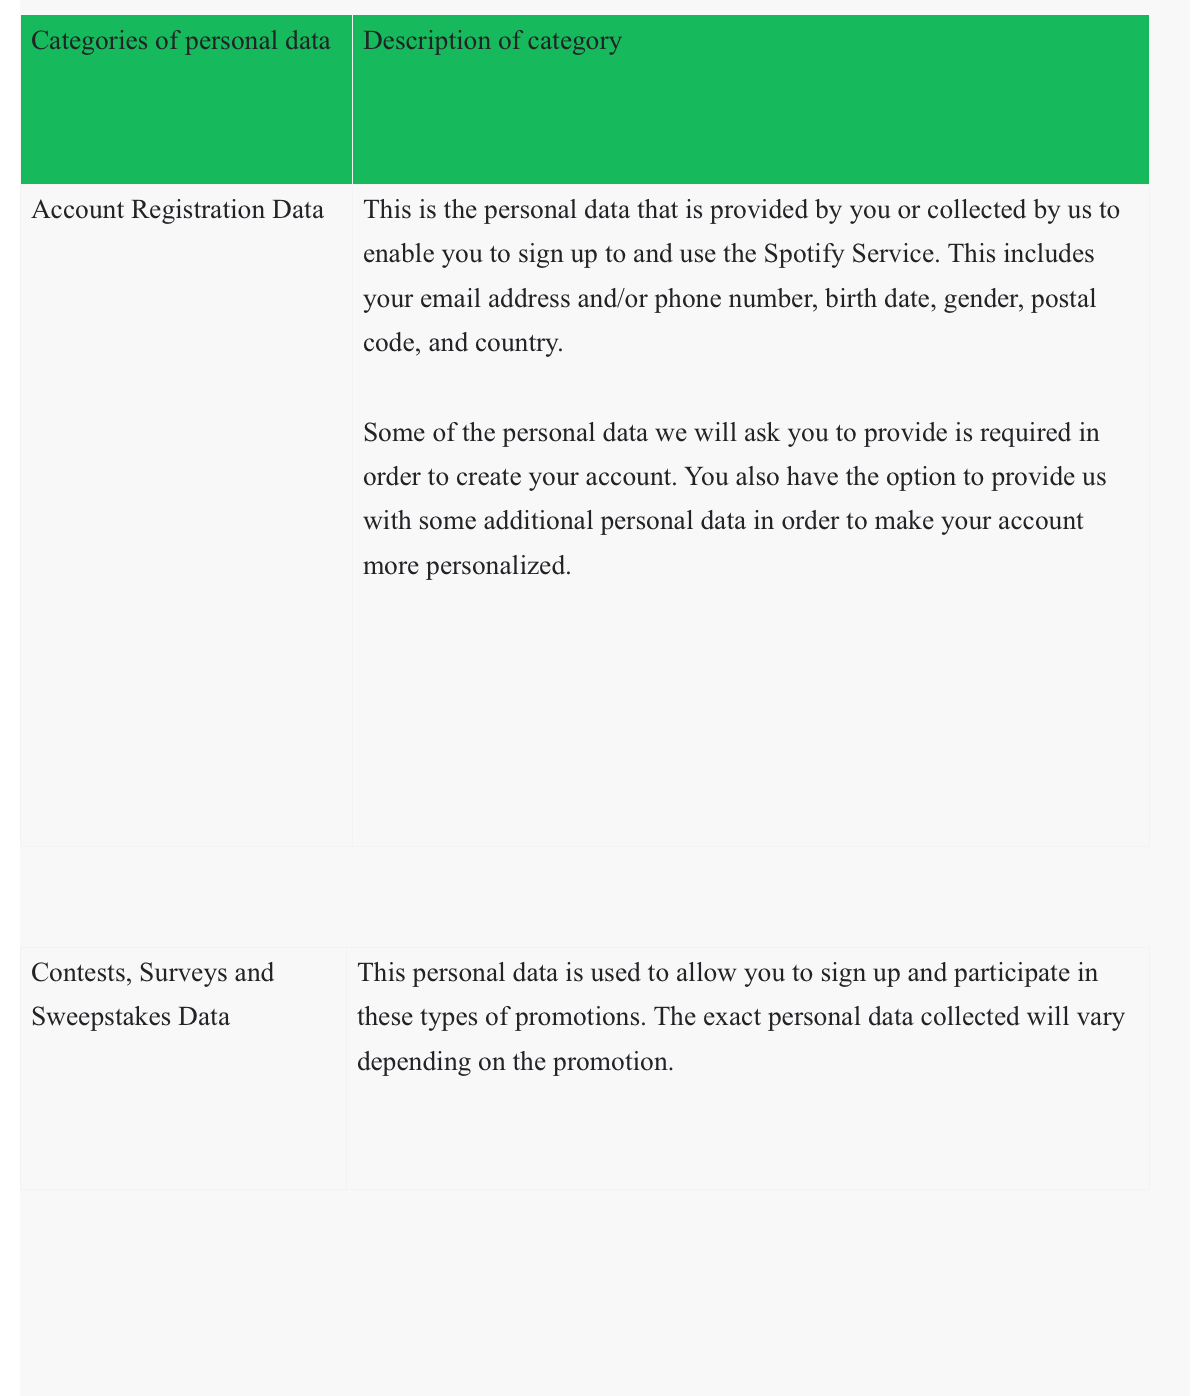 Categories of personal data
Description of category
Account Registration Data
This is the personal data that is provided by you or collected by us to
enable you to sign up to and use the Spotify Service. This includes
your email address and/or phone number, birth date, gender, postal
code, and country.
Some of the personal data we will ask you to provide is required in
order to create your account. You also have the option to provide us
with some additional personal data in order to make your account
more personalized.
Contests, Surveys and
Sweepstakes Data
This personal data is used to allow you to sign up and participate in
these types of promotions. The exact personal data collected will vary
depending on the promotion.